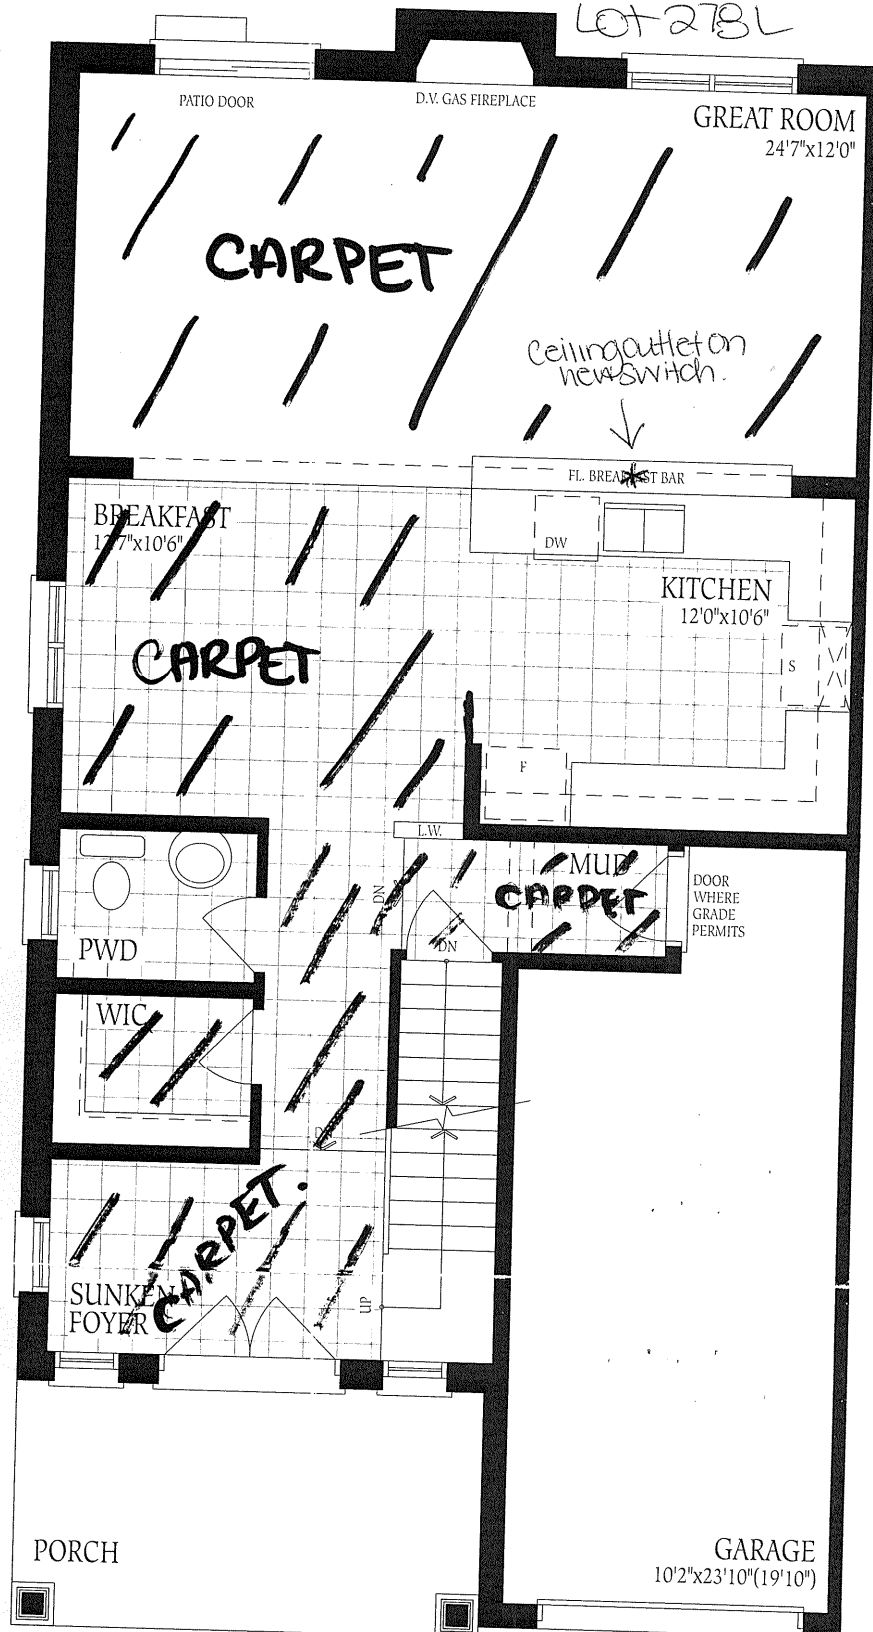 LOT 278L
PATIO DOOR
D.V. GAS FIREPLACE
GREAT ROOM
24'7"x12'0"
CARPET
Ceiling outlet on
new switch.
FL. BREAKFAST BAR
BREAKFAST
DW
KITCHEN
12'0"x10'6"
CARPET
S
F
L.W.
MUD
CARPET
DN
DN
DOOR
WHERE
GRADE
PERMITS
PWD
WIC
CARPET.
SUNKEN
FOYER
UP
PORCH
GARAGE
10'2"x23'10"(19'10")